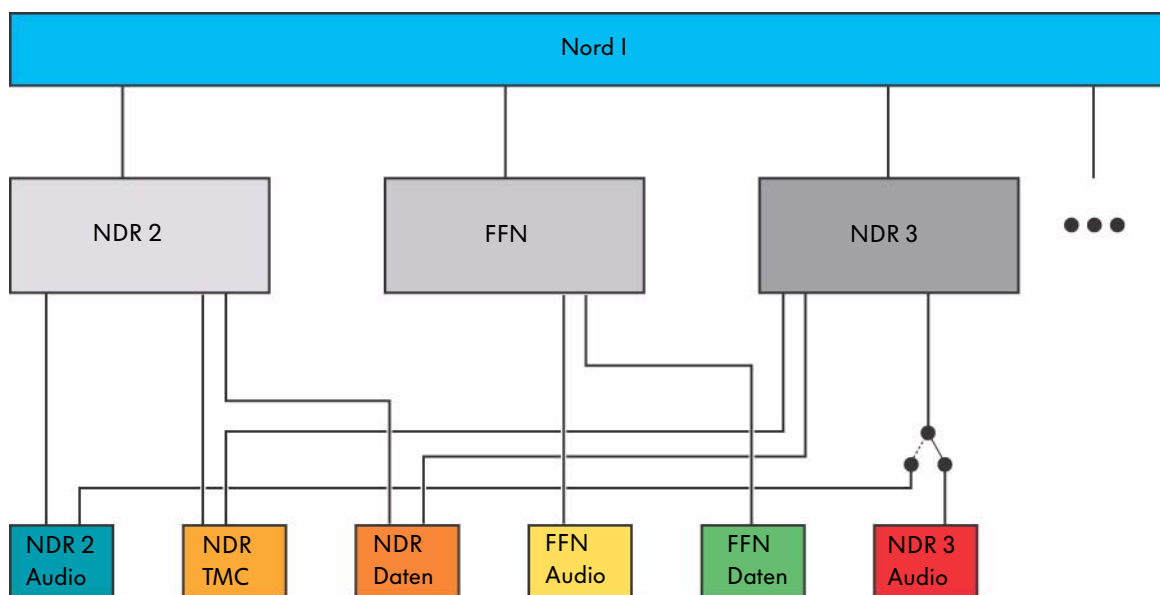 Nord I
NDR 2
FFN
NDR 3
NDR 2
Audio
NDR
TMC
NDR
Daten
FFN
Audio
FFN
Daten
NDR 3
Audio